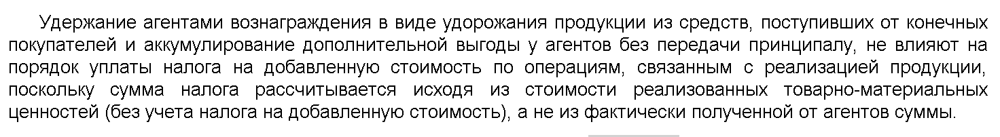 Удержание агентами вознаграждения в виде удорожания продукции из средств, поступивших от конечных
покупателей и аккумулирование дополнительной выгоды у агентов без передачи принципалу, не влияют на
порядок уплаты налога на добавленную стоимость по операциям, связанным с реализацией продукции,
поскольку сумма налога рассчитывается исходя из стоимости реализованных товарно-материальных
ценностей (без учета налога на добавленную стоимость), а не из фактически полученной от агентов суммы.